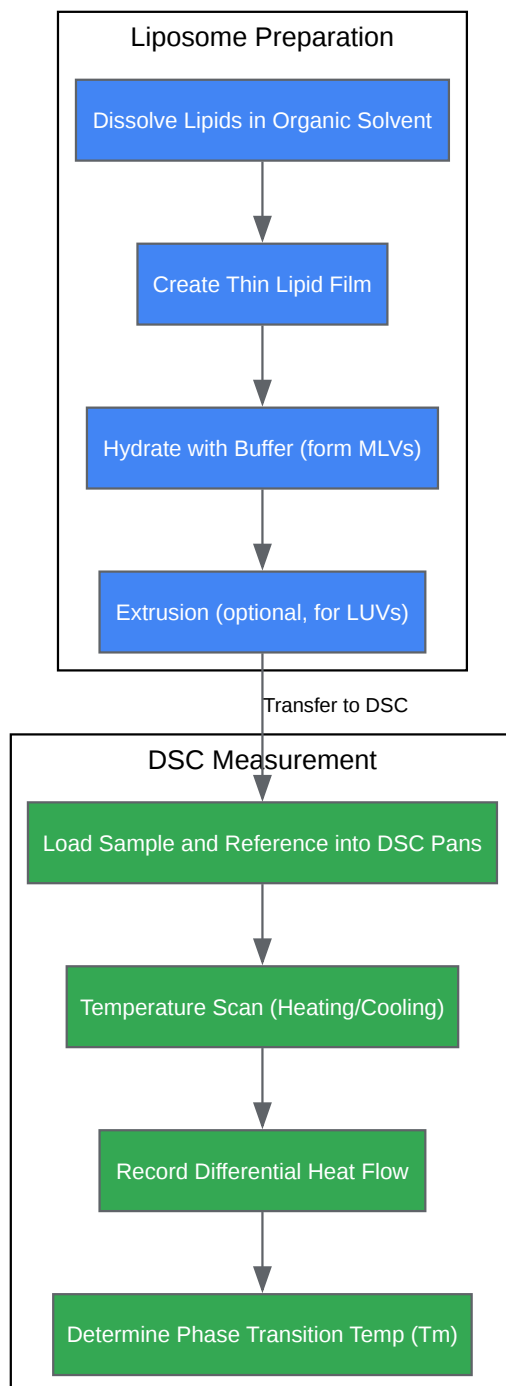 Liposome Preparation
Dissolve Lipids in Organic Solvent
Create Thin Lipid Film
Hydrate with Buffer (form MLVs)
Extrusion (optional, for LUVs)
Transfer to DSC
DSC Measurement
Load Sample and Reference into DSC Pans
Temperature Scan (Heating/Cooling)
Record Differential Heat Flow
Determine Phase Transition Temp (Tm)